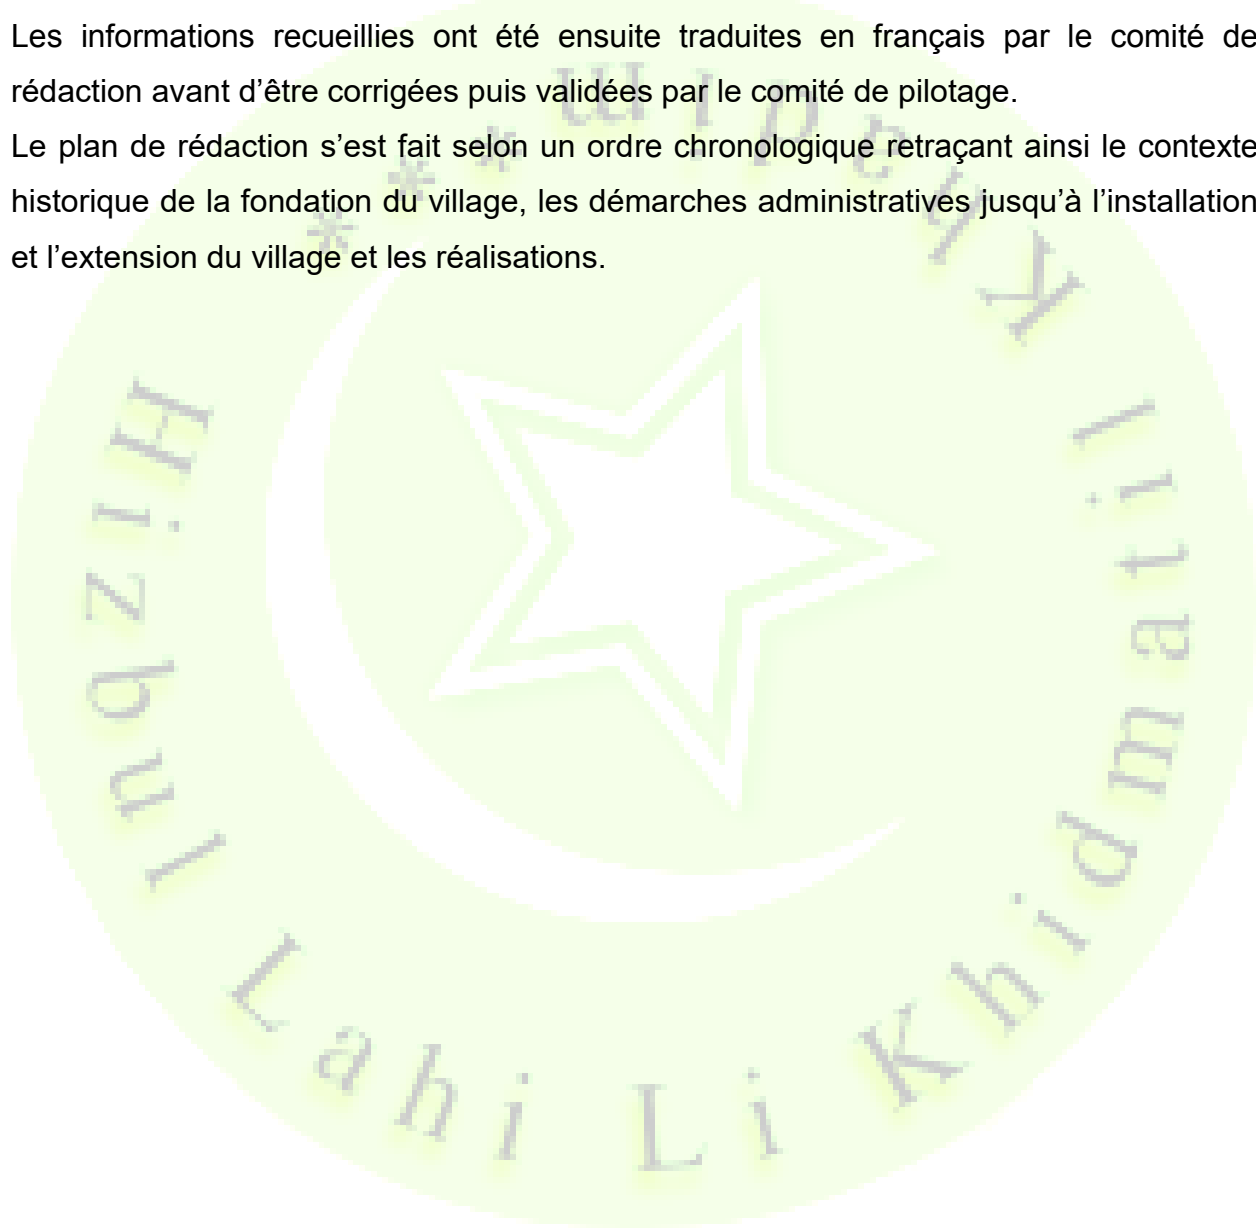 Les informations recueillies ont été ensuite traduites en français par le comité de
rédaction avant d’être corrigées puis validées par le comité de pilotage.
Le plan de rédaction s’est fait selon un ordre chronologique retraçant ainsi le contexte
historique de la fondation du village, les démarches administratives jusqu’à l’installation
et l’extension du village et les réalisations.
Hizbul Lahi Li Khidmatil Khadim ***